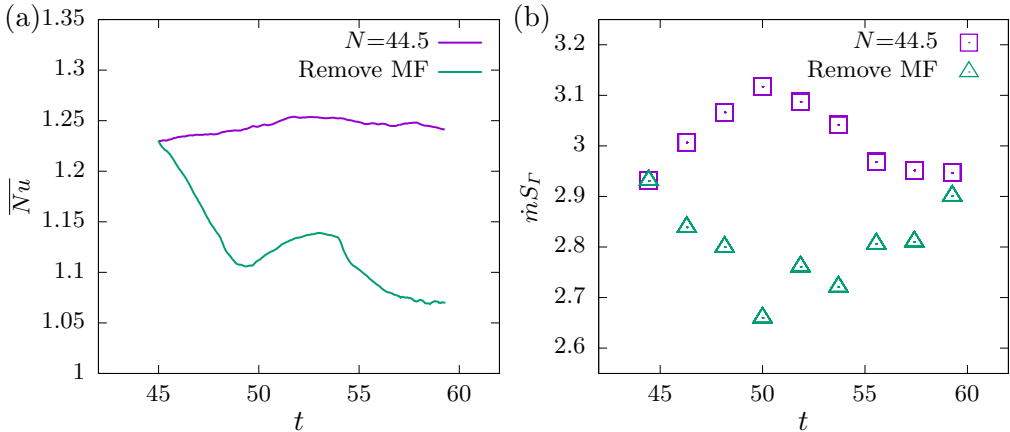 (a)
1.35
1.3
1.25
1.2
1.15
1.1
1.05
1
45
50
55
60
t
Nu
N=44.5
Remove MF
(b)
3.2
3.1
3
2.9
2.8
2.7
2.6
45
50
55
60
t
ṁS_Γ
N=44.5
Remove MF